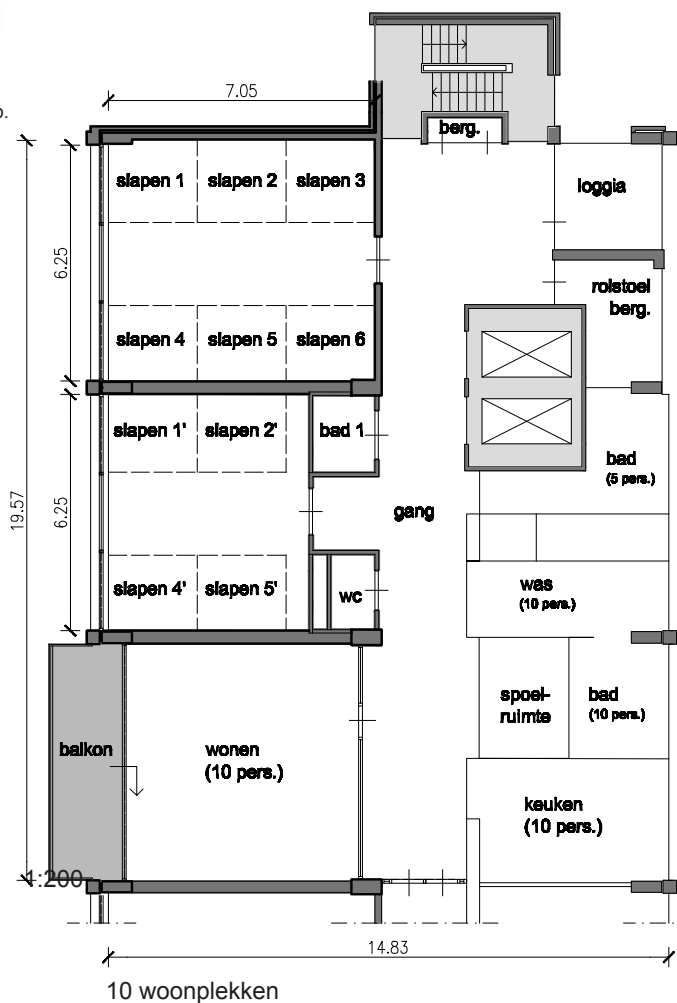 7.05
berg.
slapen 1 slapen 2 slapen 3
loggia
6.25
rolstoel
berg.
slapen 4 slapen 5 slapen 6
slapen 1' slapen 2' bad 1
bad
(5 pers.)
19.57
6.25
gang
slapen 4' slapen 5' wc
was
(10 pers.)
spoel-
ruimte
bad
(10 pers.)
balkon
wonen
(10 pers.)
keuken
(10 pers.)
1:200
14.83
10 woonplekken